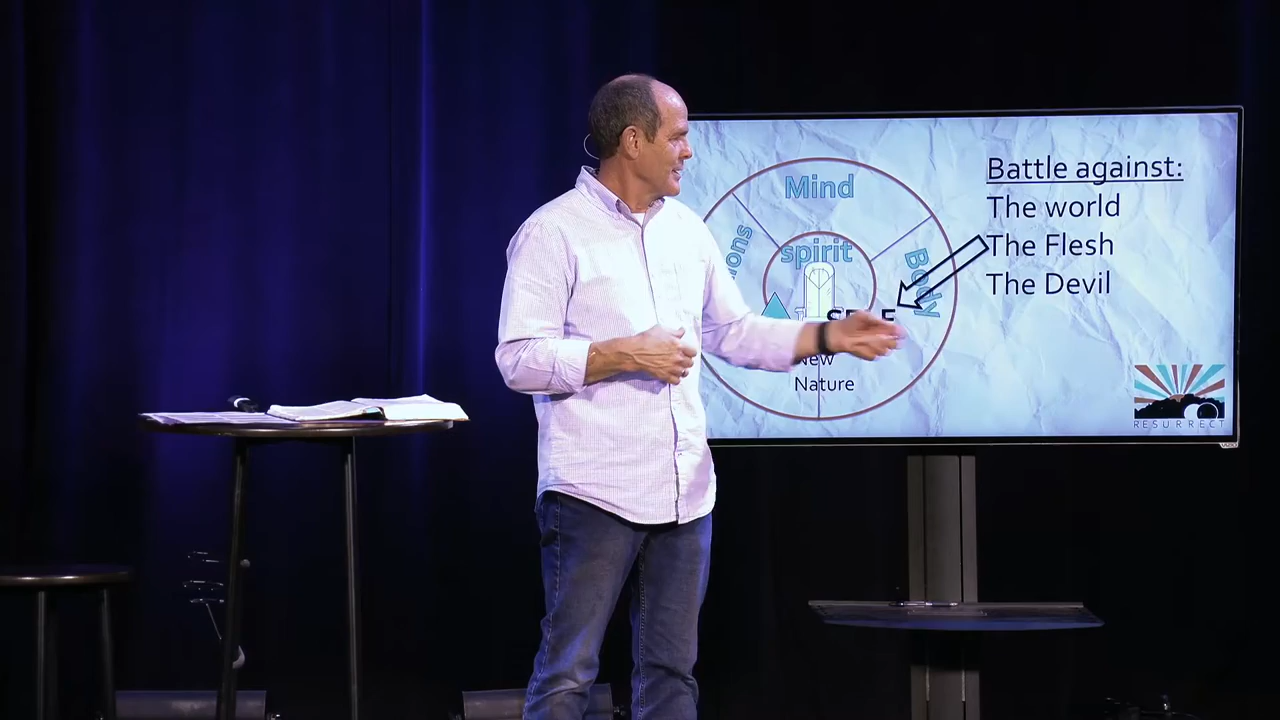 Mind
spirit
Body
New
Nature
Battle against:
The world
The Flesh
The Devil
RESURRECT